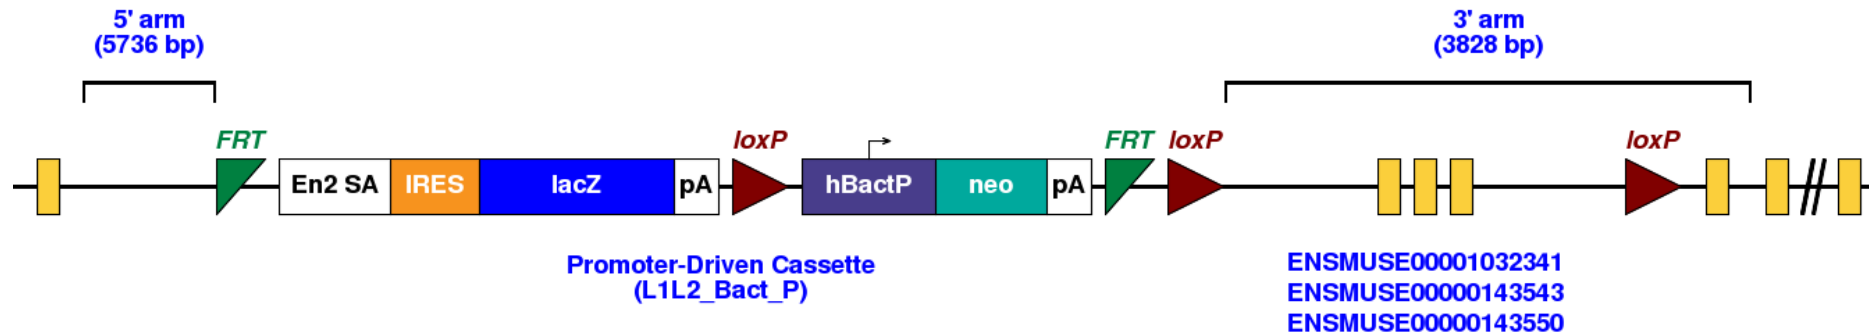 5' arm
(5736 bp)
3' arm
(3828 bp)
FRT
loxP
FRT
loxP
loxP
En2 SA
IRES
lacZ
pA
hBactP
neo
pA
Promoter-Driven Cassette
(L1L2_Bact_P)
ENSMUSE00001032341
ENSMUSE00000143543
ENSMUSE00000143550